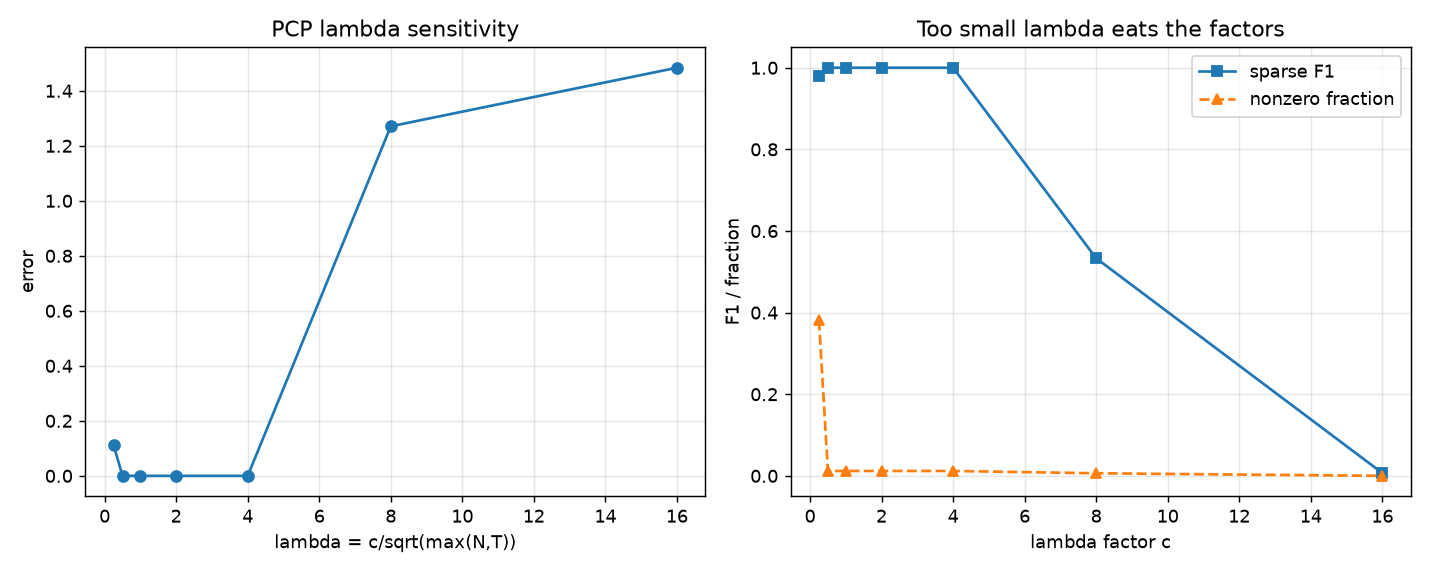 PCP lambda sensitivity
error
1.4
1.2
1.0
0.8
0.6
0.4
0.2
0.0
0 2 4 6 8 10 12 14 16
lambda = c/sqrt(max(N,T))
Too small lambda eats the factors
sparse F1
nonzero fraction
F1 / fraction
1.0
0.8
0.6
0.4
0.2
0.0
0 2 4 6 8 10 12 14 16
lambda factor c